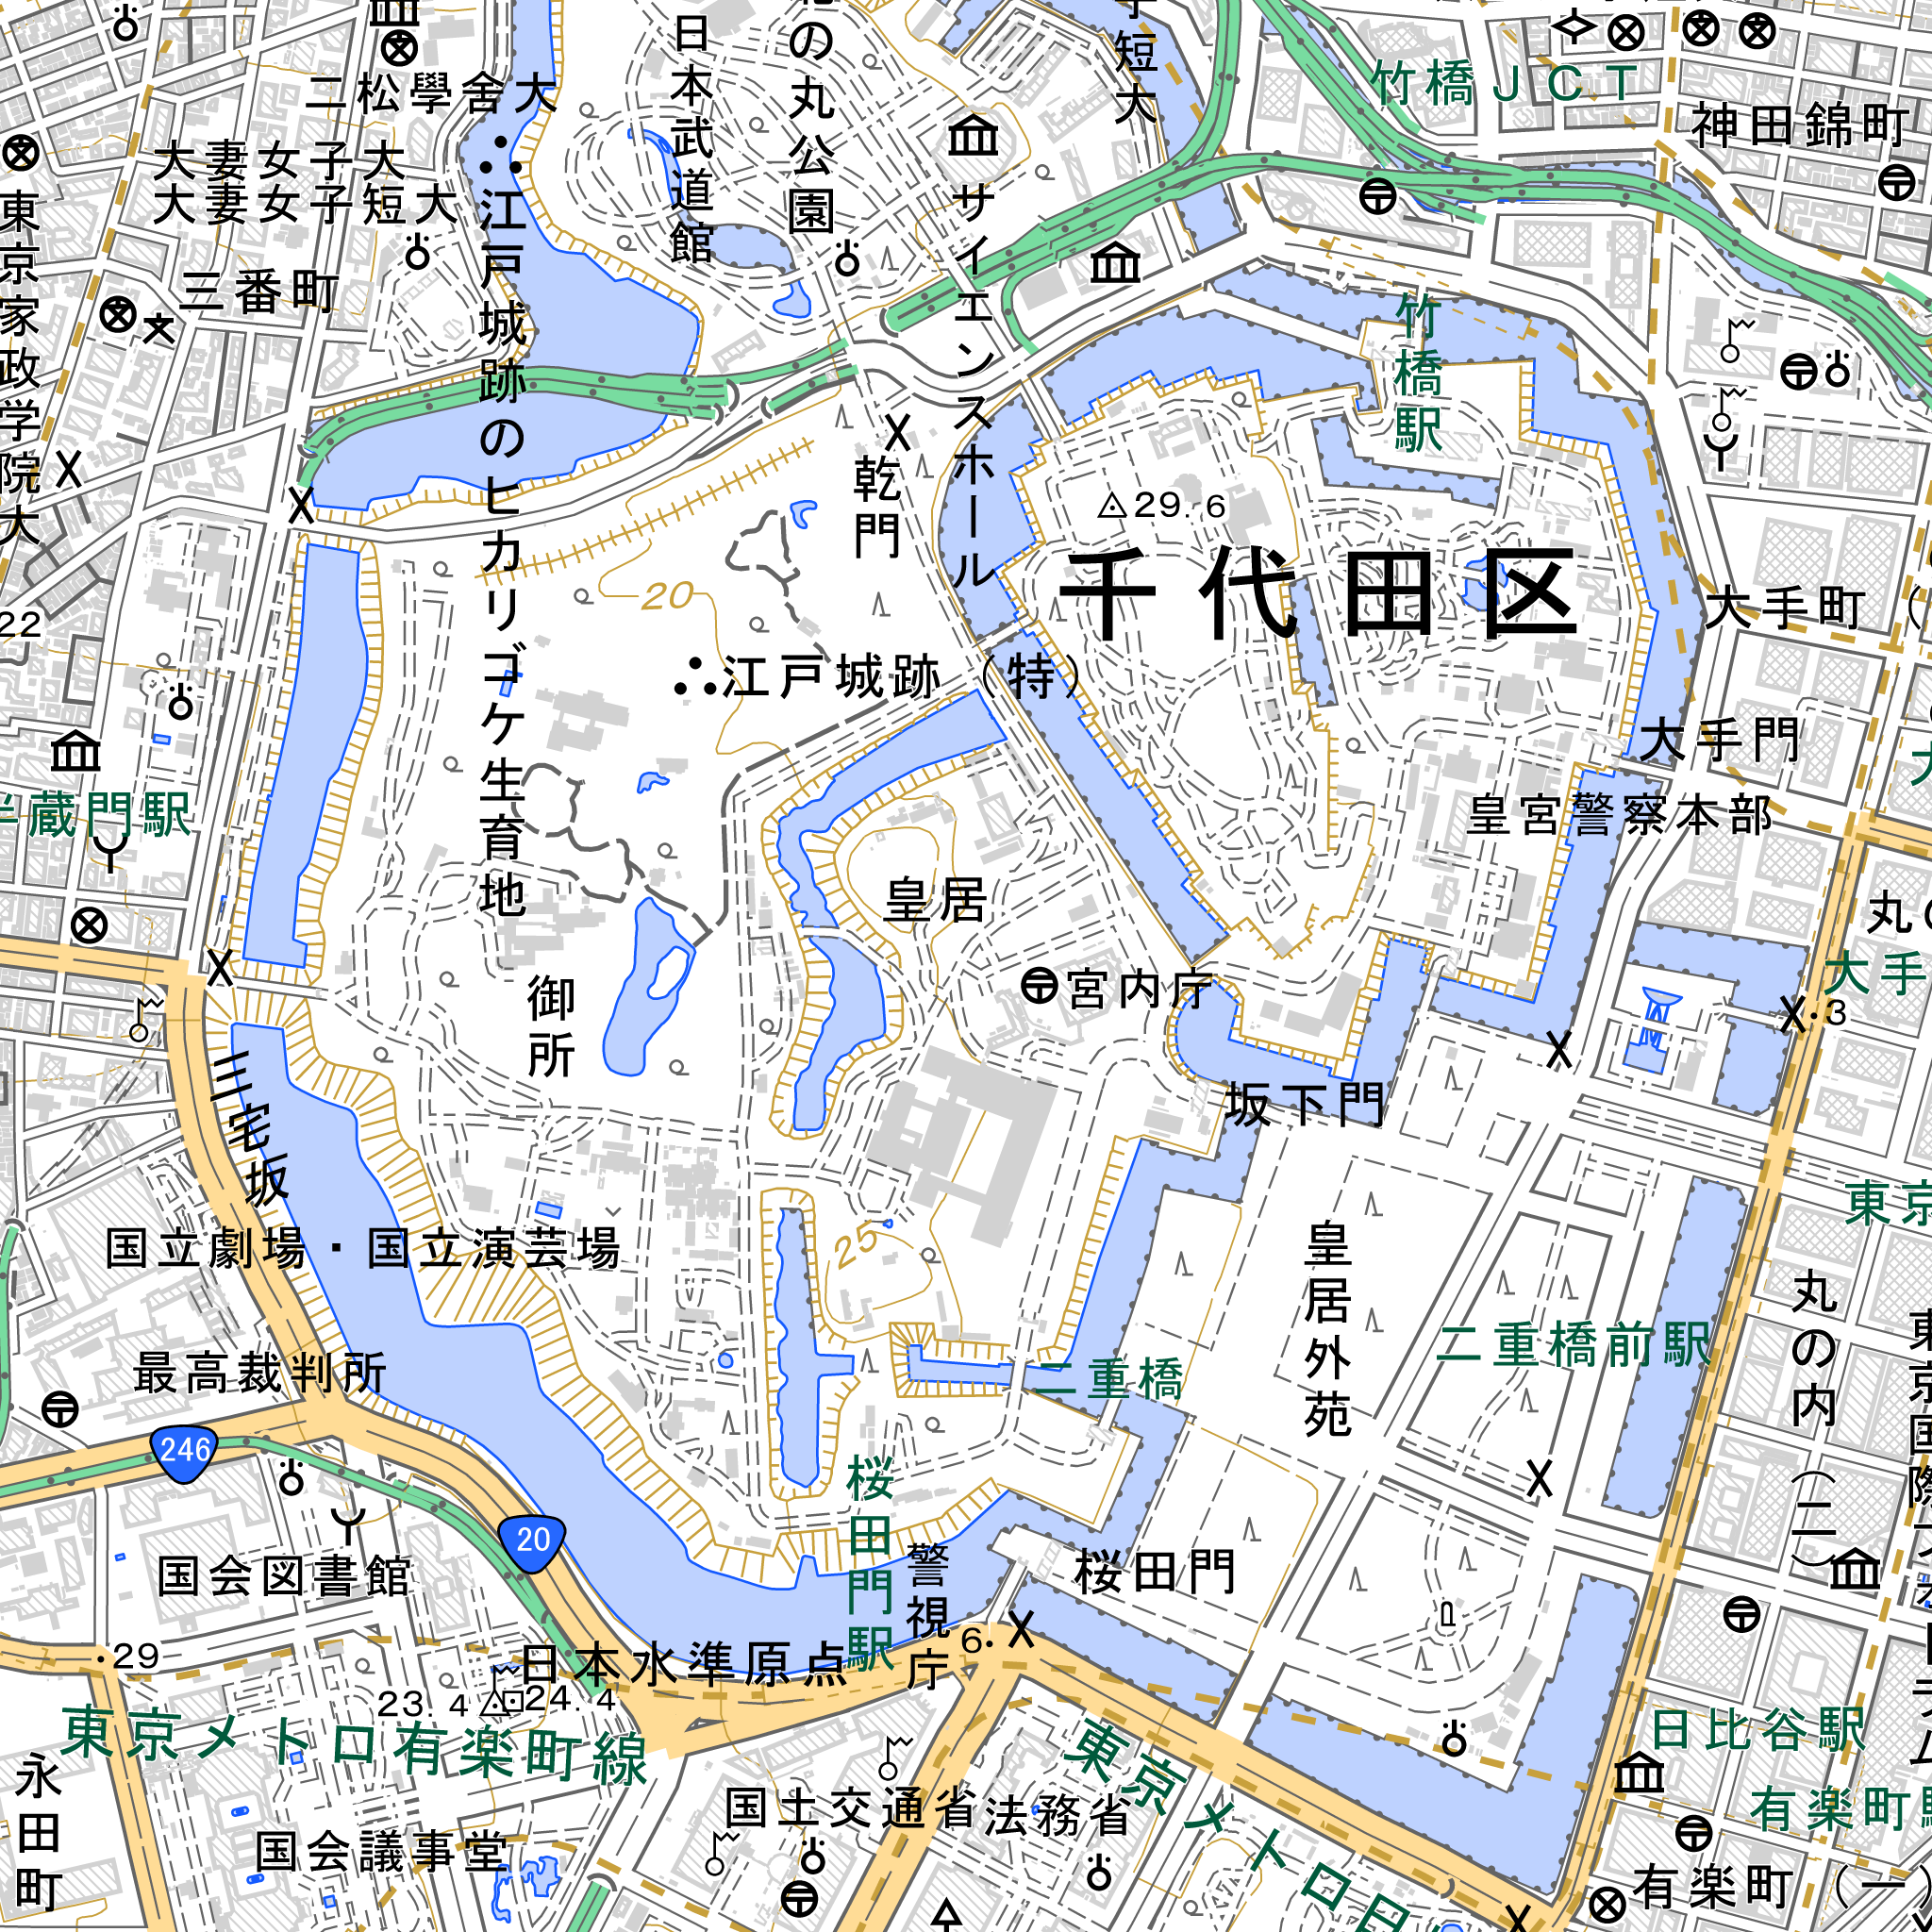 二松學舍大
大妻女子大
大妻女子短大
三番町
東京家政学院大
江戸城跡のヒカリゴケ生育地
日本武道館
の丸公園
サイエンスホール
短大
竹橋JCT
神田錦町
竹橋駅
乾門
29.6
千代田区
20
江戸城跡(特)
大手町(
大手門
皇宮警察本部
22
半蔵門駅
皇居
御所
宮内庁
坂下門
大手
3
三宅坂
国立劇場・国立演芸場
25
皇居外苑
二重橋
二重橋前駅
東京
丸の内(二)
最高裁判所
246
20
国会図書館
桜田門駅
警視庁
桜田門
6
29
日本水準原点
23.4
24.4
東京メトロ有楽町線
永田町
国会議事堂
国土交通省
法務省
東京メトロ日
日比谷駅
有楽町駅
有楽町(一)